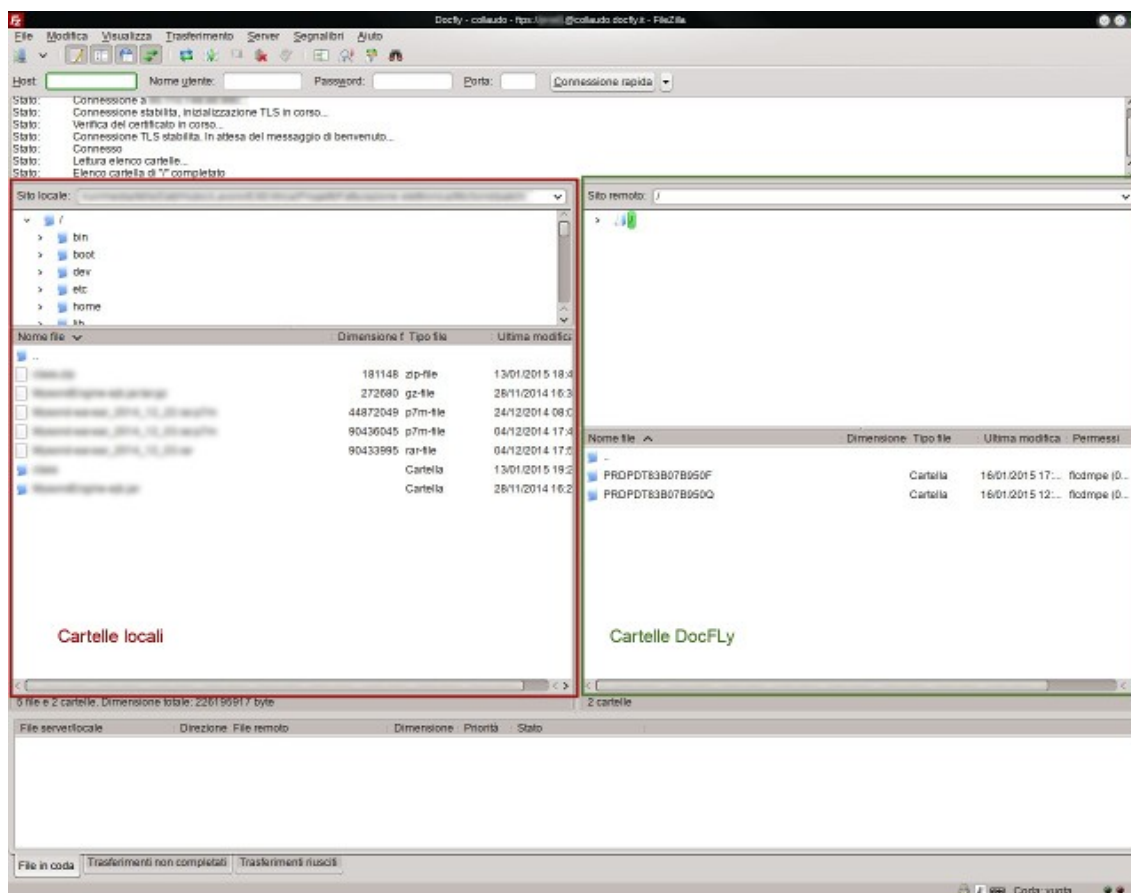 Docfly - collaudo - ftps:// @collaudo.docfly.it - FileZilla
File Modifica Visualizza Trasferimento Server Segnalibri Aiuto
Host: Nome utente: Password: Porta: Connessione rapida
Stato: Connessione a
Stato: Connessione stabilita, inizializzazione TLS in corso...
Stato: Verifica del certificato in corso...
Stato: Connessione TLS stabilita. In attesa del messaggio di benvenuto...
Stato: Connesso
Stato: Lettura elenco cartelle...
Stato: Elenco cartella di "/" completato
Sito locale:
/
bin
boot
dev
etc
home
lib
Nome file Dimensione f Tipo file Ultima modifica
..
181148 zip-file 13/01/2015 18:4
272680 gz-file 28/11/2014 16:3
44872049 p7m-file 24/12/2014 08:0
90436045 p7m-file 04/12/2014 17:4
90433995 rar-file 04/12/2014 17:5
Cartella 13/01/2015 19:2
Cartella 28/11/2014 16:2
Cartelle locali
5 file e 2 cartelle. Dimensione totale: 226195917 byte
Sito remoto: /
/
Nome file Dimensione Tipo file Ultima modifica Permessi
..
PROPDT83B07B950F Cartella 16/01/2015 17:... flcdmpe (0...
PROPDT83B07B950Q Cartella 16/01/2015 12:... flcdmpe (0...
Cartelle DocFLy
2 cartelle
File server/locale Direzione File remoto Dimensione Priorità Stato
File in coda Trasferimenti non completati Trasferimenti riusciti
Coda: vuota